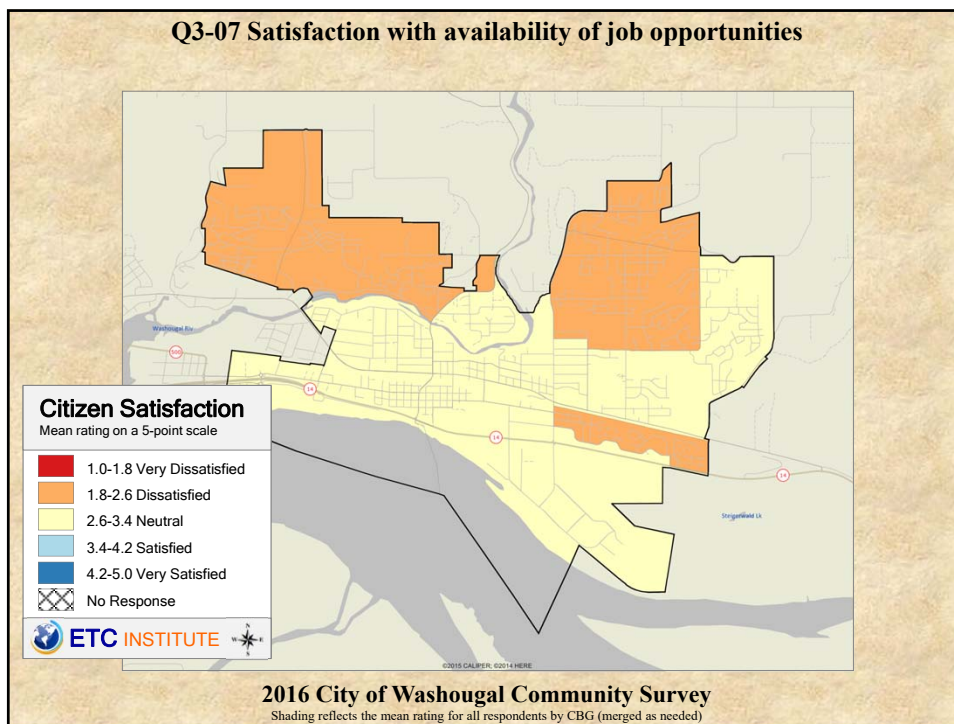 Q3-07 Satisfaction with availability of job opportunities
Washougal Riv
500
14
14
14
Steigerwald Lk
Citizen Satisfaction
Mean rating on a 5-point scale
1.0-1.8 Very Dissatisfied
1.8-2.6 Dissatisfied
2.6-3.4 Neutral
3.4-4.2 Satisfied
4.2-5.0 Very Satisfied
No Response
ETC INSTITUTE
N
W E
S
©2015 CALIPER; ©2014 HERE
2016 City of Washougal Community Survey
Shading reflects the mean rating for all respondents by CBG (merged as needed)